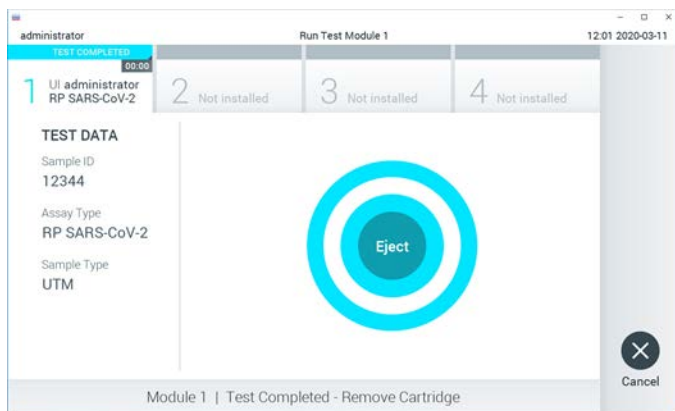 administrator Run Test Module 1 12:01 2020-03-11
TEST COMPLETED
00:00
1 UI administrator
RP SARS-CoV-2
2 Not installed
3 Not installed
4 Not installed
TEST DATA
Sample ID
12344
Assay Type
RP SARS-CoV-2
Sample Type
UTM
Eject
Cancel
Module 1 | Test Completed - Remove Cartridge